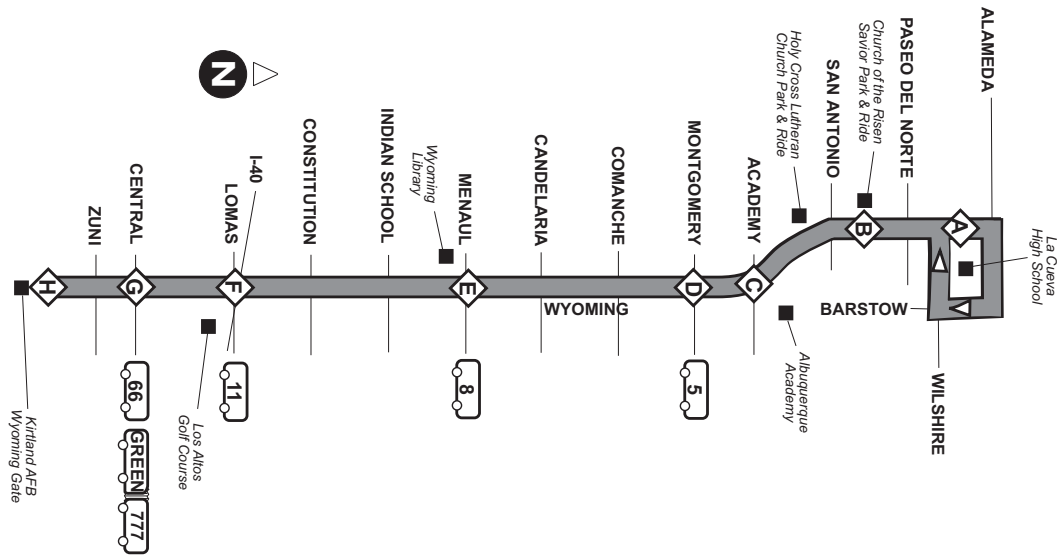 ALAMEDA
La Cueva
High School
A
PASEO DEL NORTE
WILSHIRE
BARSTOW
Church of the Risen
Savior Park & Ride
B
SAN ANTONIO
Holy Cross Lutheran
Church Park & Ride
Albuquerque
Academy
ACADEMY
C
MONTGOMERY
D
5
COMANCHE
WYOMING
CANDELARIA
MENAUL
E
8
Wyoming
Library
INDIAN SCHOOL
CONSTITUTION
I-40
LOMAS
F
11
Los Altos
Golf Course
CENTRAL
G
66
GREEN
777
ZUNI
H
Kirtland AFB
Wyoming Gate
N